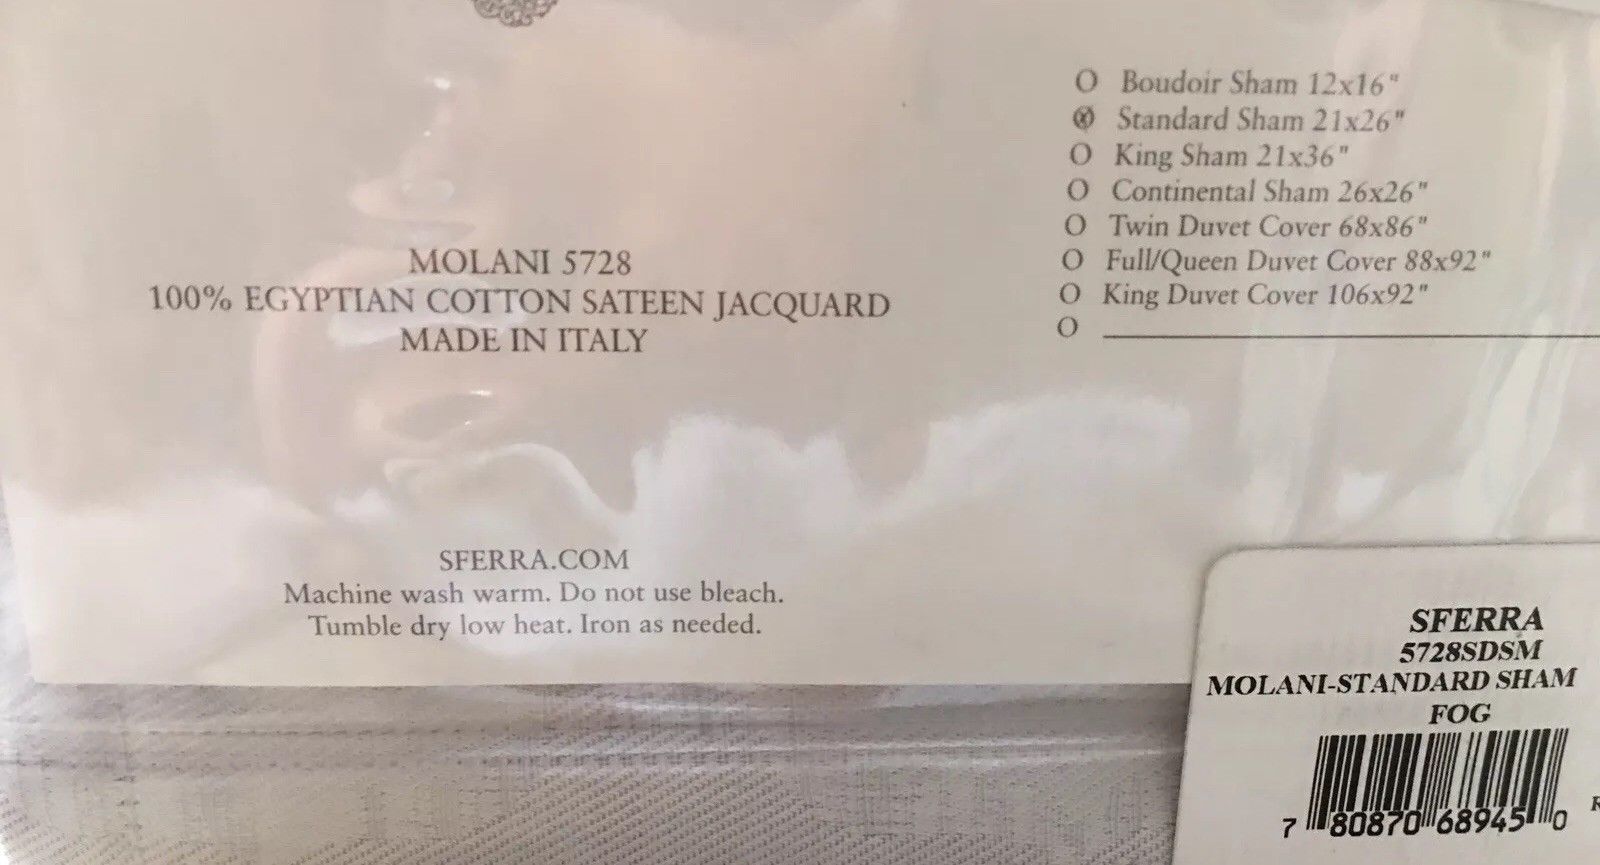 MOLANI 5728
100% EGYPTIAN COTTON SATEEN JACQUARD
MADE IN ITALY
SFERRA.COM
Machine wash warm. Do not use bleach.
Tumble dry low heat. Iron as needed.
O Boudoir Sham 12x16"
Ⓧ Standard Sham 21x26"
O King Sham 21x36"
O Continental Sham 26x26"
O Twin Duvet Cover 68x86"
O Full/Queen Duvet Cover 88x92"
O King Duvet Cover 106x92"
O
SFERRA
5728SDSM
MOLANI-STANDARD SHAM
FOG
7 80870 68945 0